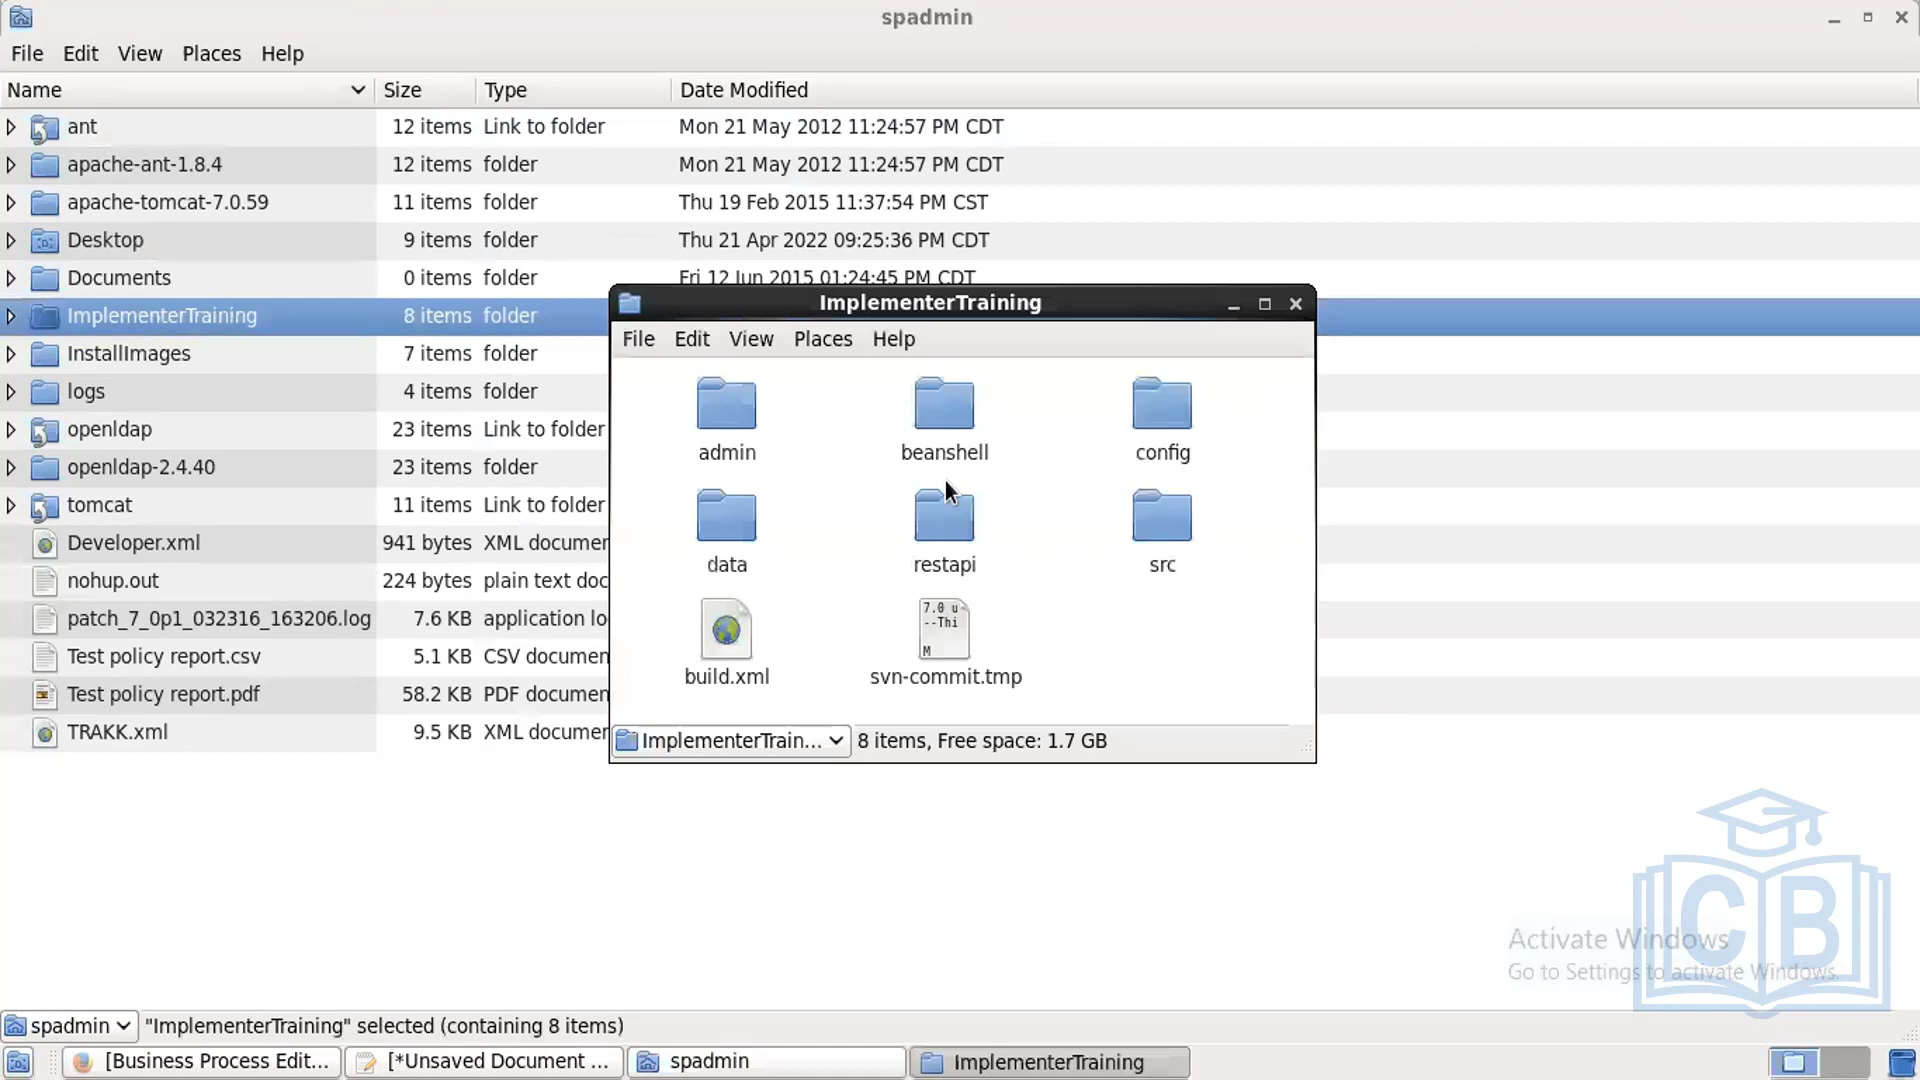 spadmin
File Edit View Places Help
Name Size Type Date Modified
ant 12 items Link to folder Mon 21 May 2012 11:24:57 PM CDT
apache-ant-1.8.4 12 items folder Mon 21 May 2012 11:24:57 PM CDT
apache-tomcat-7.0.59 11 items folder Thu 19 Feb 2015 11:37:54 PM CST
Desktop 9 items folder Thu 21 Apr 2022 09:25:36 PM CDT
Documents 0 items folder Fri 12 Jun 2015 01:24:45 PM CDT
ImplementerTraining 8 items folder
InstallImages 7 items folder
logs 4 items folder
openldap 23 items Link to folder
openldap-2.4.40 23 items folder
tomcat 11 items Link to folder
Developer.xml 941 bytes XML documen
nohup.out 224 bytes plain text doc
patch_7_0p1_032316_163206.log 7.6 KB application lo
Test policy report.csv 5.1 KB CSV documen
Test policy report.pdf 58.2 KB PDF documen
TRAKK.xml 9.5 KB XML documen
ImplementerTraining
File Edit View Places Help
admin beanshell config
data restapi src
7.0 u
--Thi
M
build.xml svn-commit.tmp
ImplementerTrain... 8 items, Free space: 1.7 GB
CB
Activate Windows
Go to Settings to activate Windows.
spadmin "ImplementerTraining" selected (containing 8 items)
[Business Process Edit... [*Unsaved Document ... spadmin ImplementerTraining